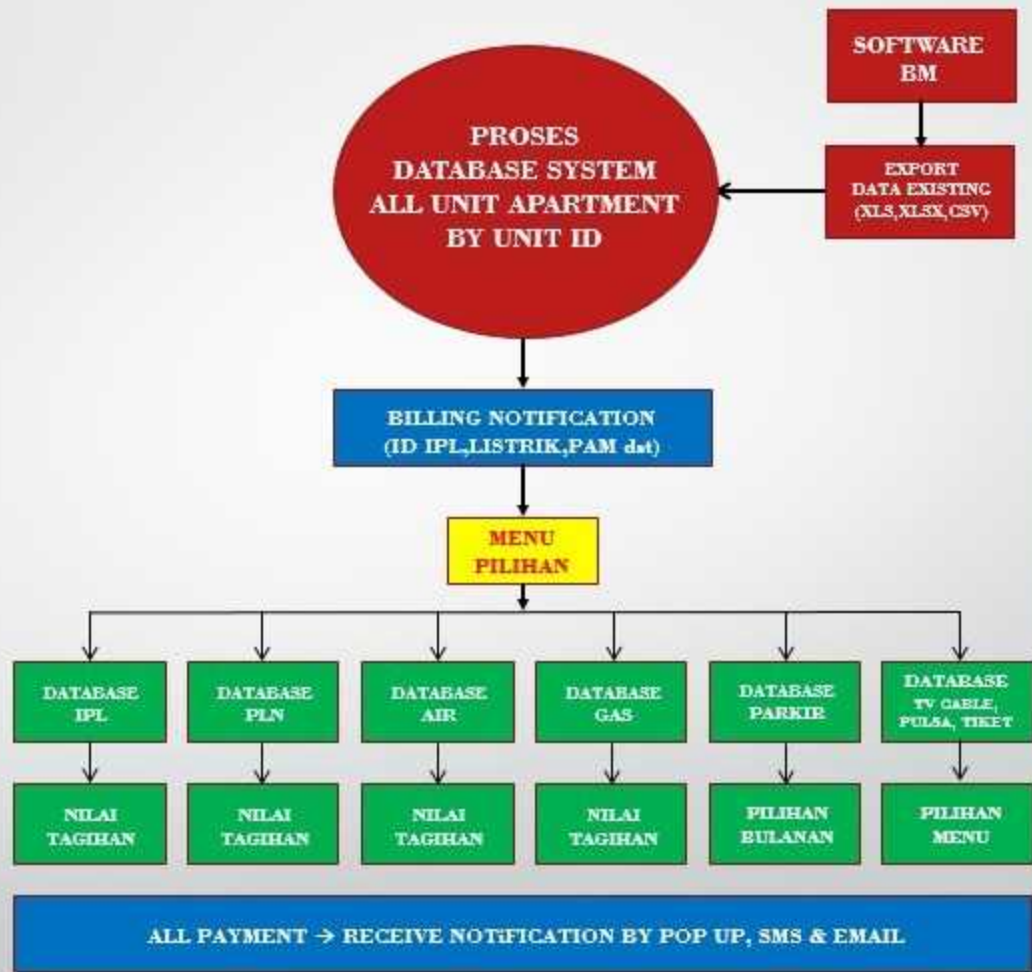 SOFTWARE
BM
PROSES
DATABASE SYSTEM
ALL UNIT APARTMENT
BY UNIT ID
EXPORT
DATA EXISTING
(XLS,XLSX,CSV)
BILLING NOTIFICATION
(ID IPL,LISTRIK,PAM dst)
MENU
PILIHAN
DATABASE
IPL
DATABASE
PLN
DATABASE
AIR
DATABASE
GAS
DATABASE
PARKIR
DATABASE
TV CABLE,
PULSA, TIKET
NILAI
TAGIHAN
NILAI
TAGIHAN
NILAI
TAGIHAN
NILAI
TAGIHAN
PILIHAN
BULANAN
PILIHAN
MENU
ALL PAYMENT → RECEIVE NOTiFICATION BY POP UP, SMS & EMAIL